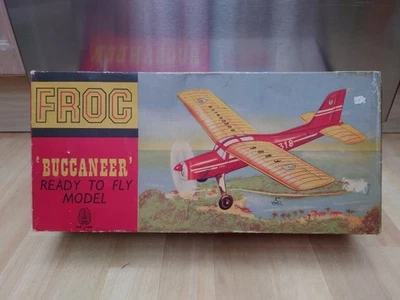 FROG
'BUCCANEER'
READY TO FLY
MODEL